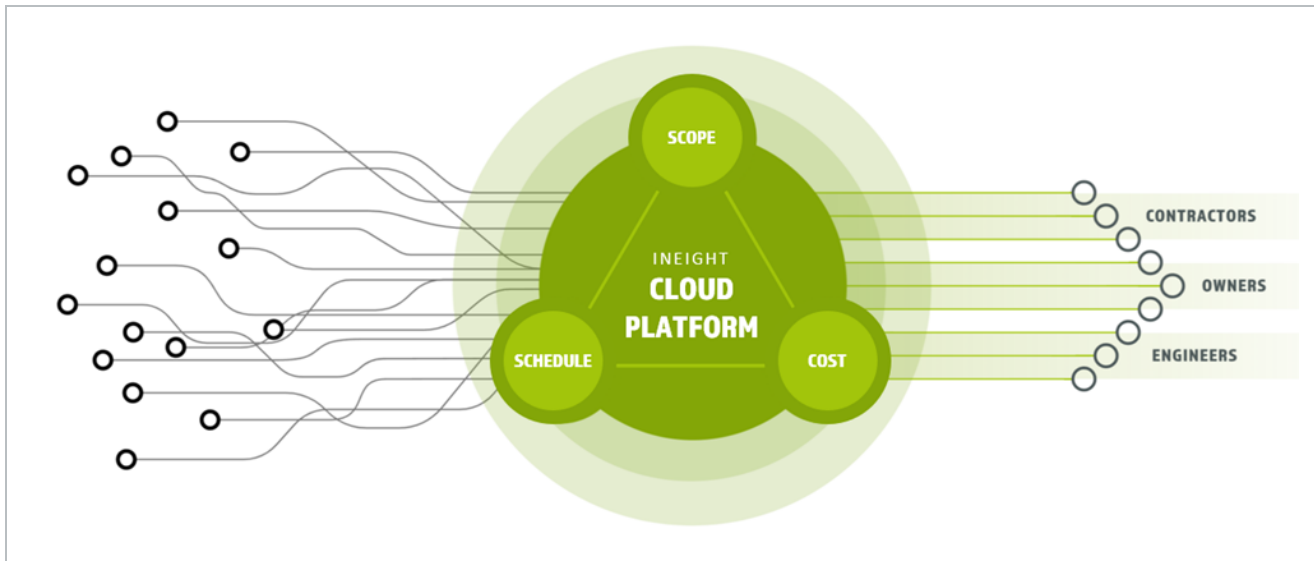 SCOPE
INEIGHT
CLOUD
PLATFORM
SCHEDULE
COST
CONTRACTORS
OWNERS
ENGINEERS